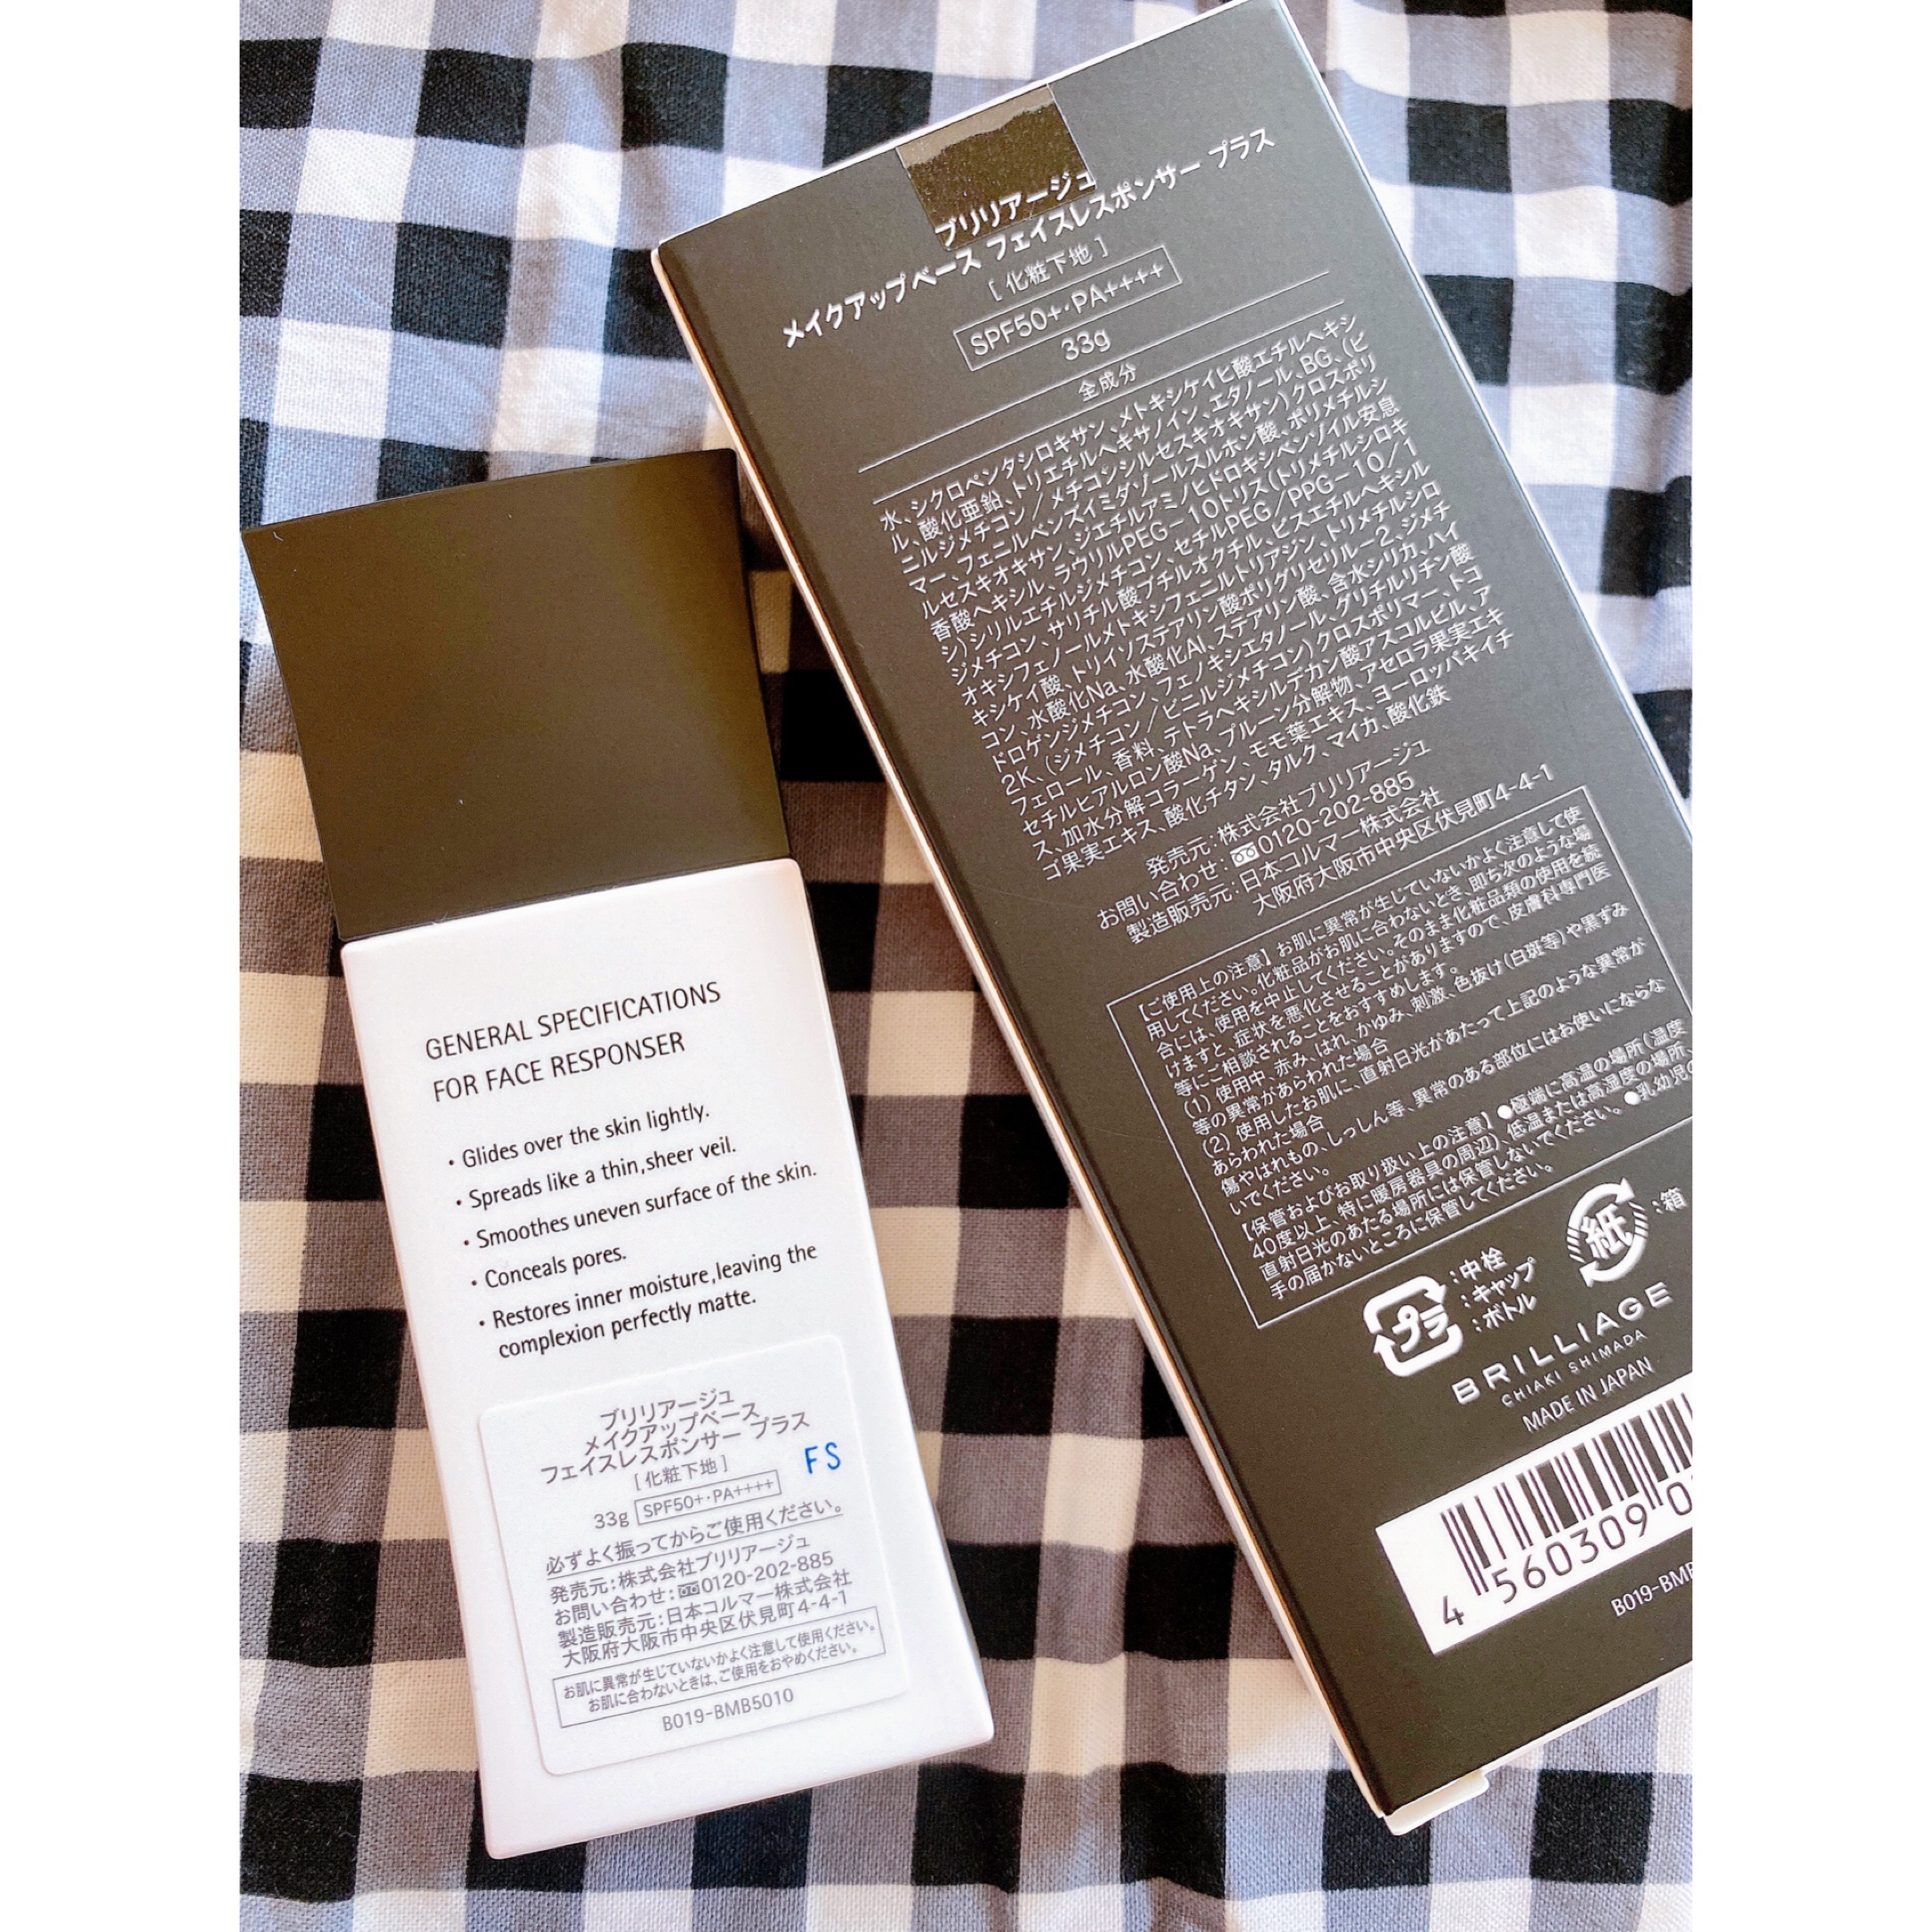 GENERAL SPECIFICATIONS
FOR FACE RESPONSER
・Glides over the skin lightly.
・Spreads like a thin,sheer veil.
・Smoothes uneven surface of the skin.
・Conceals pores.
・Restores inner moisture,leaving the
complexion perfectly matte.
ブリリアージュ
メイクアップベース
フェイスレスポンサー プラス
[化粧下地]
FS
33g SPF50+・PA++++
必ずよく振ってからご使用ください。
発売元:株式会社ブリリアージュ
お問い合わせ:0120-202-885
製造販売元:日本コルマー株式会社
大阪府大阪市中央区伏見町4-4-1
お肌に異常が生じていないかよく注意して使用ください。
お肌に合わないときは、ご使用をおやめください。
B019-BMB5010
ブリリアージュ
メイクアップベース フェイスレスポンサー プラス
[化粧下地]
SPF50+・PA++++
33g
全成分
水、シクロペンタシロキサン、メトキシケイヒ酸エチルヘキシ
ル、酸化亜鉛、トリエチルヘキサノイン、エタノール、BG、(ビ
ニルジメチコン/メチコンシルセスキオキサン)クロスポリ
マー、フェニルベンズイミダゾールスルホン酸、ポリメチルシ
ルセスキオキサン、ジエチルアミノヒドロキシベンゾイル安息
香酸ヘキシル、ラウリルPEG-10トリス(トリメチルシロキ
シ)シリルエチルジメチコン、セチルPEG/PPG-10/1
ジメチコン、サリチル酸ブチルオクチル、ビスエチルヘキシル
オキシフェノールメトキシフェニルトリアジン、トリメチルシロ
キシケイ酸、トリイソステアリン酸ポリグリセリル-2、ジメチ
コン、水酸化Na、水酸化Al、ステアリン酸、含水シリカ、ハイ
ドロゲンジメチコン、フェノキシエタノール、グリチルリチン酸
2K、(ジメチコン/ビニルジメチコン)クロスポリマー、トコ
フェロール、香料、テトラヘキシルデカン酸アスコルビル、ア
セチルヒアルロン酸Na、プルーン分解物、アセロラ果実エキ
ス、加水分解コラーゲン、モモ葉エキス、ヨーロッパキイチ
ゴ果実エキス、酸化チタン、タルク、マイカ、酸化鉄
発売元:株式会社ブリリアージュ
お問い合わせ:0120-202-885
製造販売元:日本コルマー株式会社
大阪府大阪市中央区伏見町4-4-1
【ご使用上の注意】お肌に異常が生じていないかよく注意して使
用してください。化粧品がお肌に合わないとき、即ち次のような場
合には、使用を中止してください。そのまま化粧品類の使用を続
けますと、症状を悪化させることがありますので、皮膚科専門医
等にご相談されることをおすすめします。
(1) 使用中、赤み、はれ、かゆみ、刺激、色抜け(白斑等)や黒ずみ
等の異常があらわれた場合
(2) 使用したお肌に、直射日光があたって上記のような異常が
あらわれた場合
傷やはれもの、しっしん等、異常のある部位にはお使いにならな
いでください。
【保管およびお取り扱い上の注意】●極端に高温の場所(温度
40度以上、特に暖房器具の周辺)、低温または高湿度の場所、
直射日光のあたる場所には保管しないでください。●乳幼児の
手の届かないところに保管してください。
プラ
:中栓
:キャップ
:ボトル
紙
:箱
BRILLIAGE
CHIAKI SHIMADA
MADE IN JAPAN
4 560309 0
B019-BMB